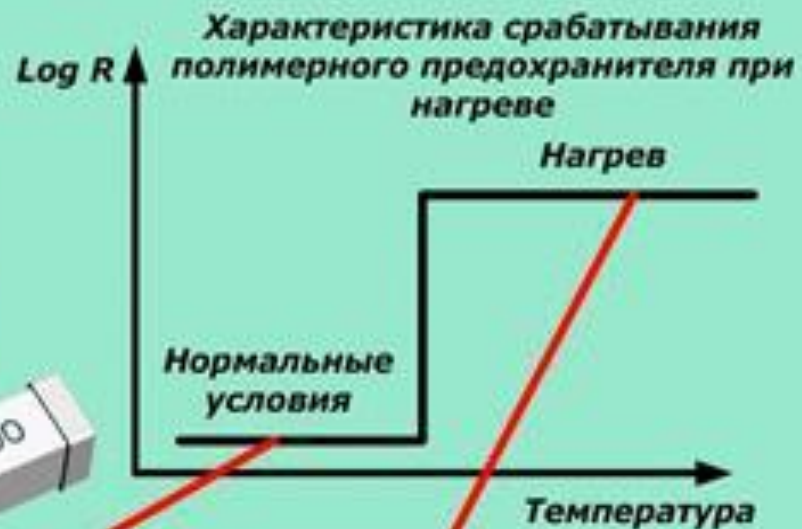 Характеристика срабатывания
Log R полимерного предохранителя при
нагреве
Нагрев
Нормальные
условия
Температура